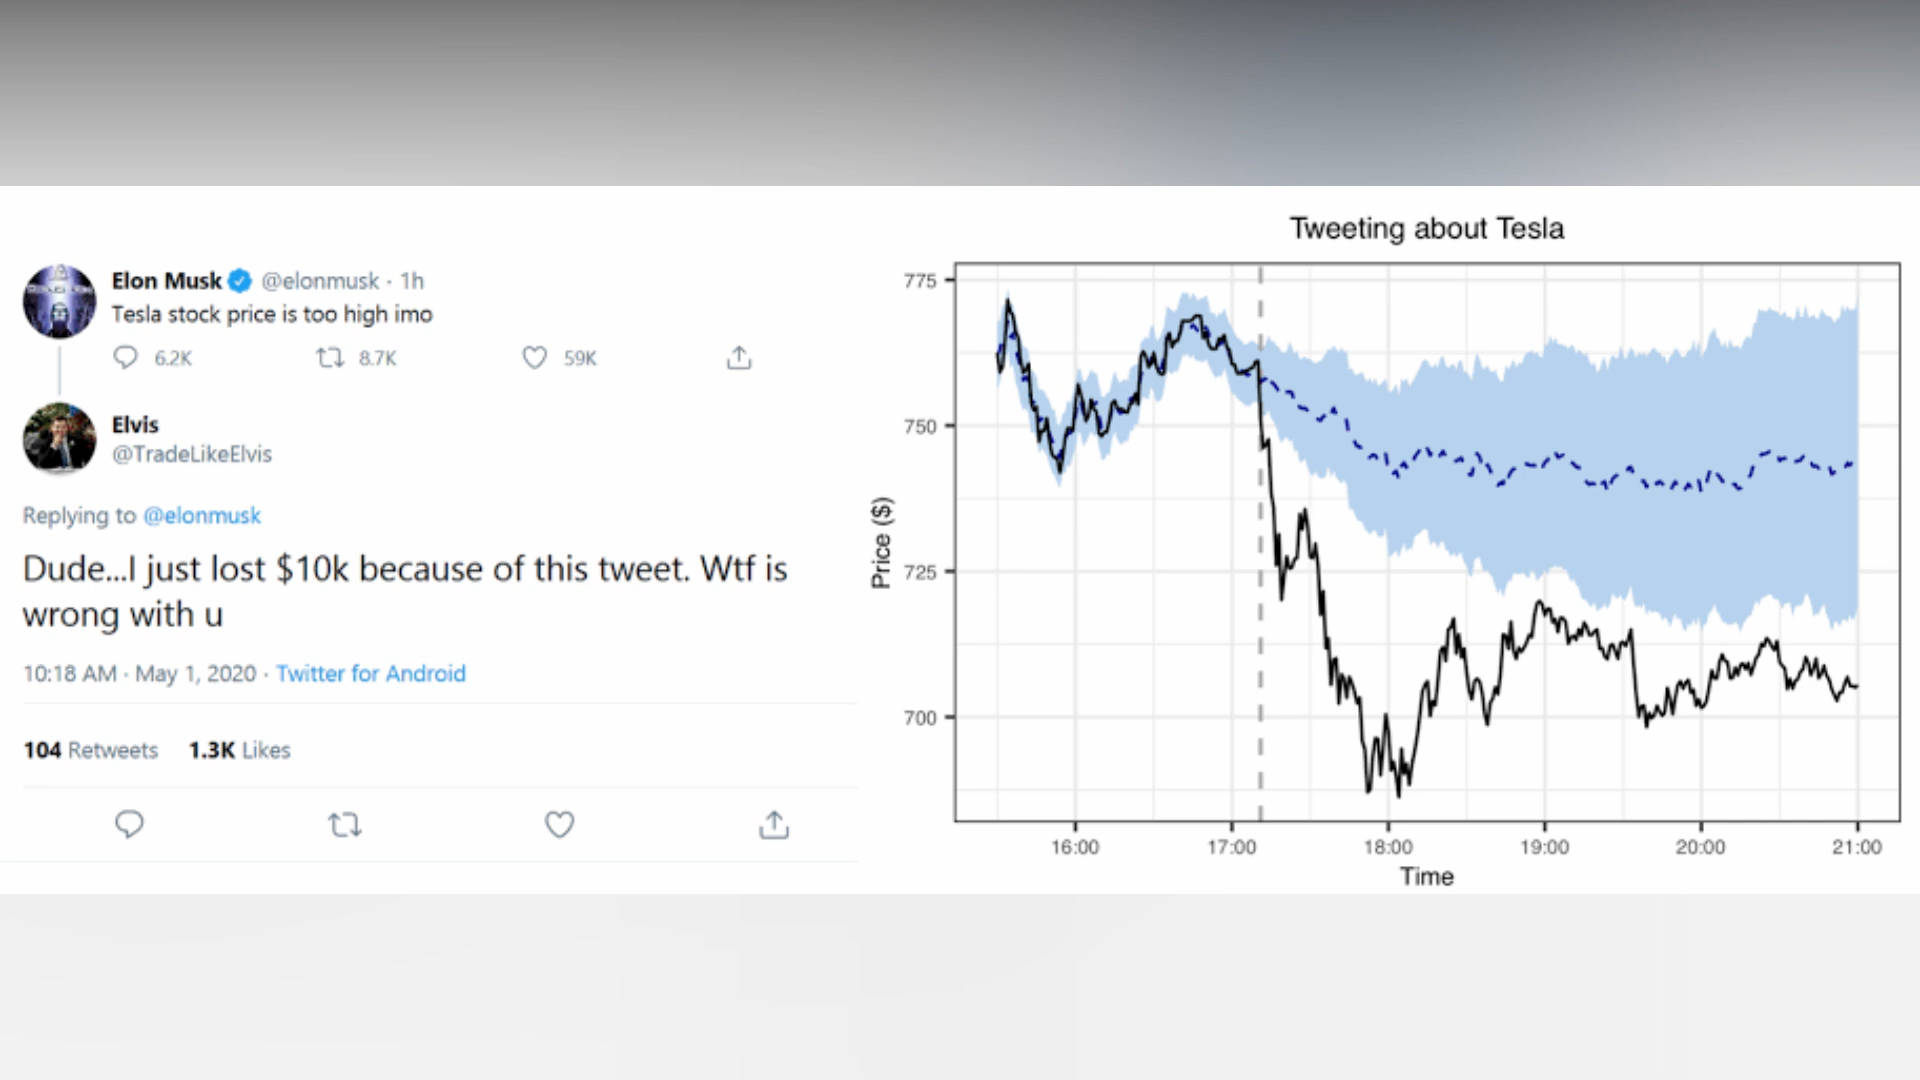 Elon Musk @elonmusk · 1h
Tesla stock price is too high imo
6.2K 8.7K 59K
Elvis
@TradeLikeElvis
Replying to @elonmusk
Dude...I just lost $10k because of this tweet. Wtf is
wrong with u
10:18 AM · May 1, 2020 · Twitter for Android
104 Retweets 1.3K Likes
Tweeting about Tesla
775
750
725
700
Price ($)
16:00 17:00 18:00 19:00 20:00 21:00
Time